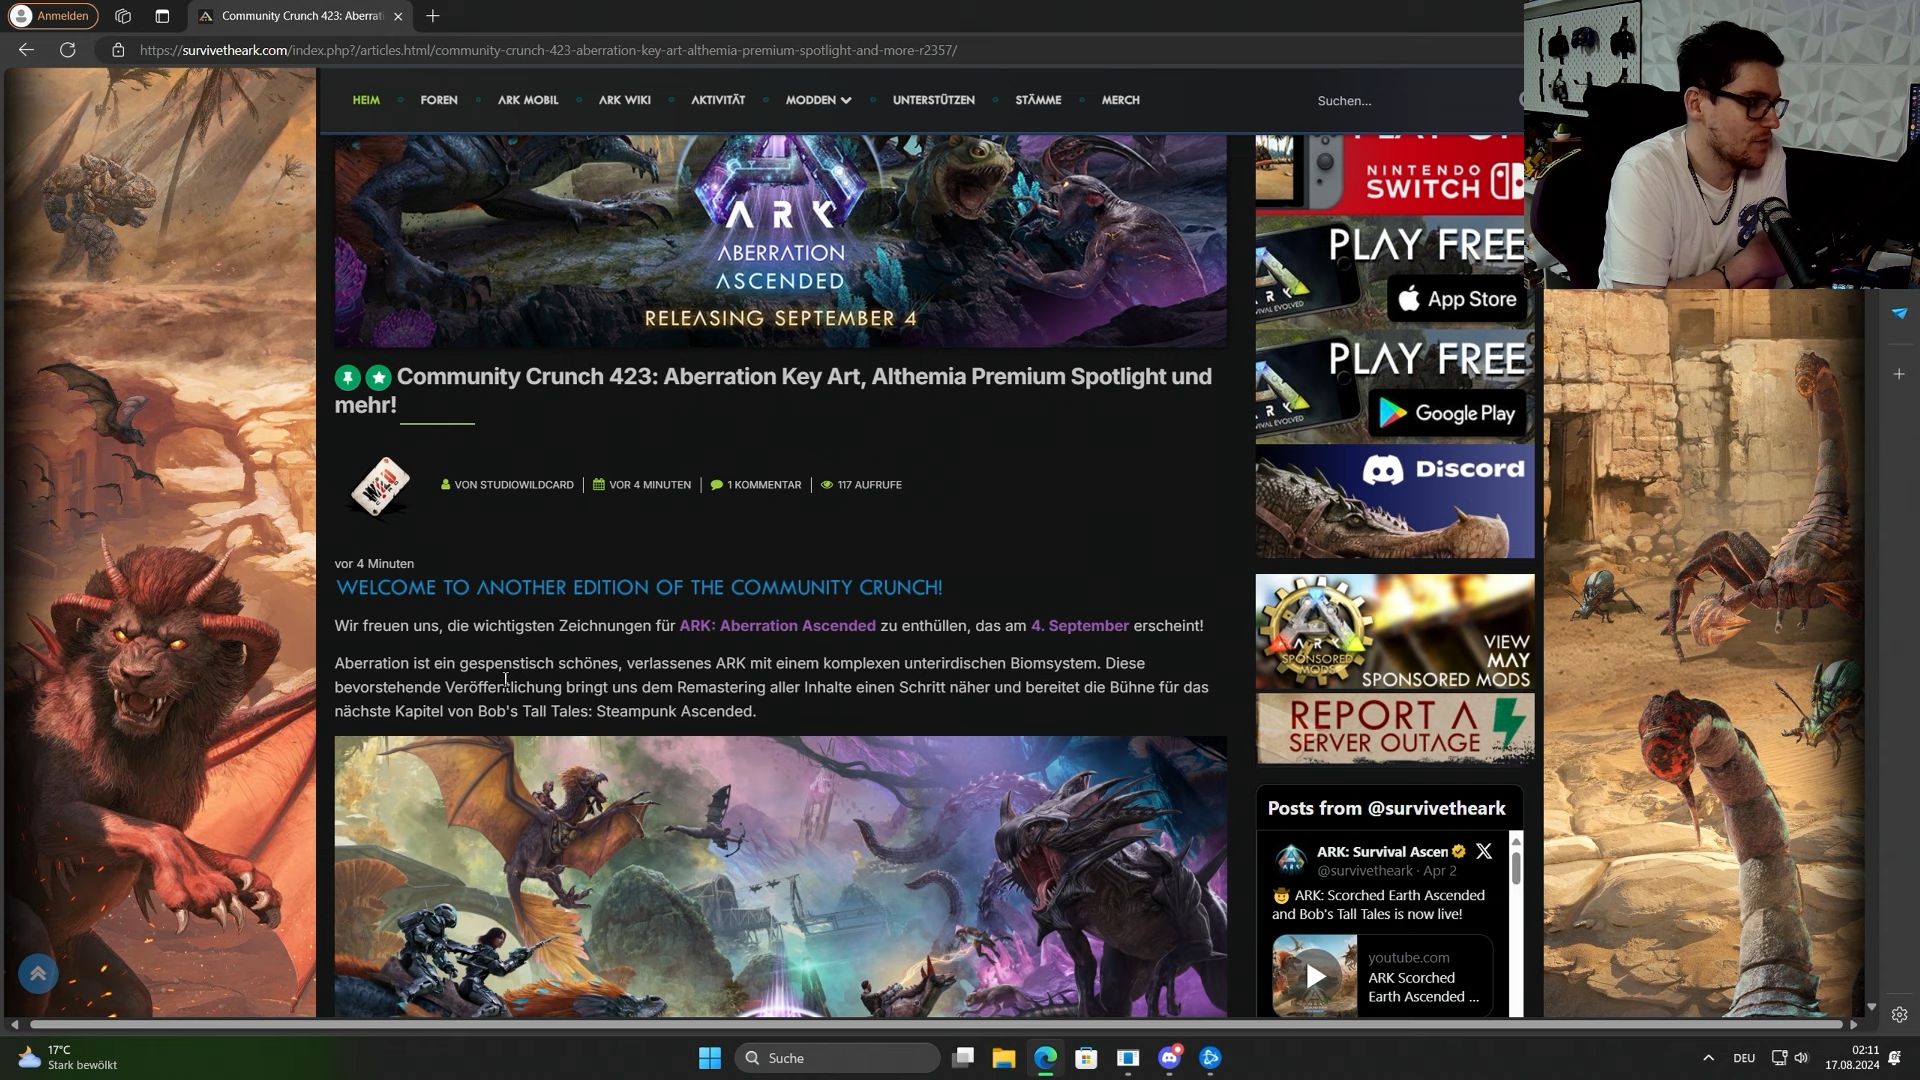 Anmelden
Community Crunch 423: Aberrati
https://survivetheark.com/index.php?/articles.html/community-crunch-423-aberration-key-art-althemia-premium-spotlight-and-more-r2357/
HEIM
FOREN
ARK MOBIL
ARK WIKI
AKTIVITÄT
MODDEN
UNTERSTÜTZEN
STÄMME
MERCH
Suchen...
ARK
ABERRATION
ASCENDED
RELEASING SEPTEMBER 4
Community Crunch 423: Aberration Key Art, Althemia Premium Spotlight und
mehr!
VON STUDIOWILDCARD
VOR 4 MINUTEN
1 KOMMENTAR
117 AUFRUFE
vor 4 Minuten
WELCOME TO ANOTHER EDITION OF THE COMMUNITY CRUNCH!
Wir freuen uns, die wichtigsten Zeichnungen für ARK: Aberration Ascended zu enthüllen, das am 4. September erscheint!
Aberration ist ein gespenstisch schönes, verlassenes ARK mit einem komplexen unterirdischen Biomsystem. Diese
bevorstehende Veröffentlichung bringt uns dem Remastering aller Inhalte einen Schritt näher und bereitet die Bühne für das
nächste Kapitel von Bob's Tall Tales: Steampunk Ascended.
NINTENDO
SWITCH
PLAY FREE
App Store
PLAY FREE
Google Play
Discord
ARK
SPONSORED
MODS
VIEW
MAY
SPONSORED MODS
REPORT A
SERVER OUTAGE
Posts from @survivetheark
ARK: Survival Ascen
@survivetheark · Apr 2
ARK: Scorched Earth Ascended
and Bob's Tall Tales is now live!
youtube.com
ARK Scorched
Earth Ascended ...
17°C
Stark bewölkt
Suche
DEU
02:11
17.08.2024